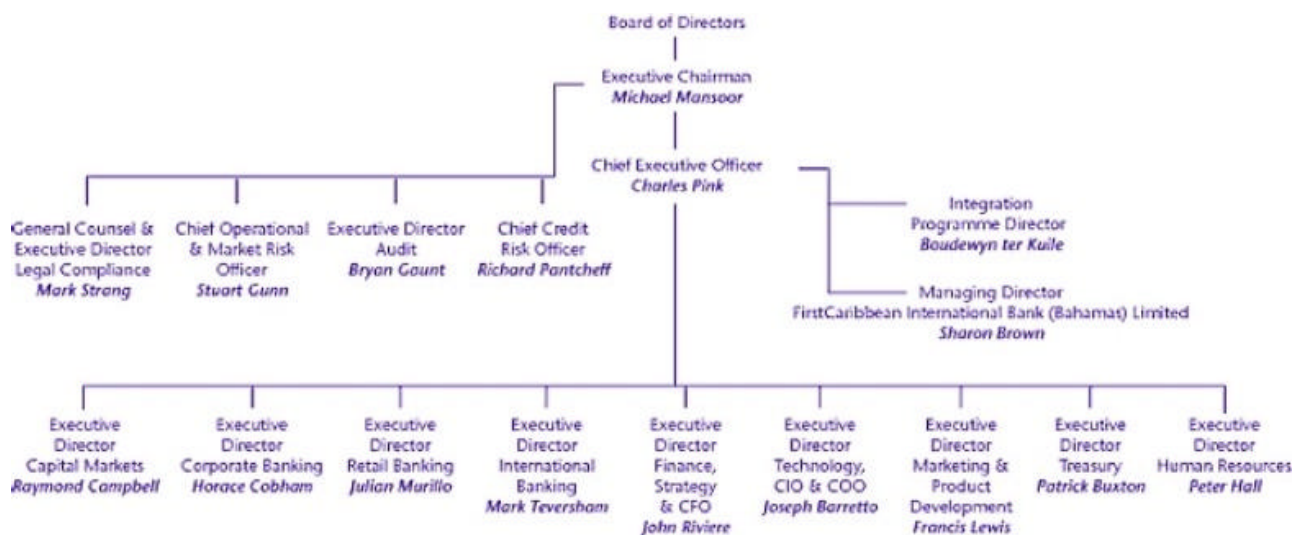 Board of Directors
Executive Chairman
Michael Mansoor
Chief Executive Officer
Charles Pink
General Counsel &
Executive Director
Legal Compliance
Mark Strang
Chief Operational
& Market Risk
Officer
Stuart Gunn
Executive Director
Audit
Bryan Gaunt
Chief Credit
Risk Officer
Richard Pantcheff
Integration
Programme Director
Boudewyn ter Kuile
Managing Director
FirstCaribbean International Bank (Bahamas) Limited
Sharon Brown
Executive
Director
Capital Markets
Raymond Campbell
Executive
Director
Corporate Banking
Horace Cobham
Executive
Director
Retail Banking
Julian Murillo
Executive
Director
International
Banking
Mark Teversham
Executive
Director
Finance,
Strategy
& CFO
John Riviere
Executive
Director
Technology,
CIO & COO
Joseph Barretto
Executive
Director
Marketing &
Product
Development
Francis Lewis
Executive
Director
Treasury
Patrick Buxton
Executive
Director
Human Resources
Peter Hall